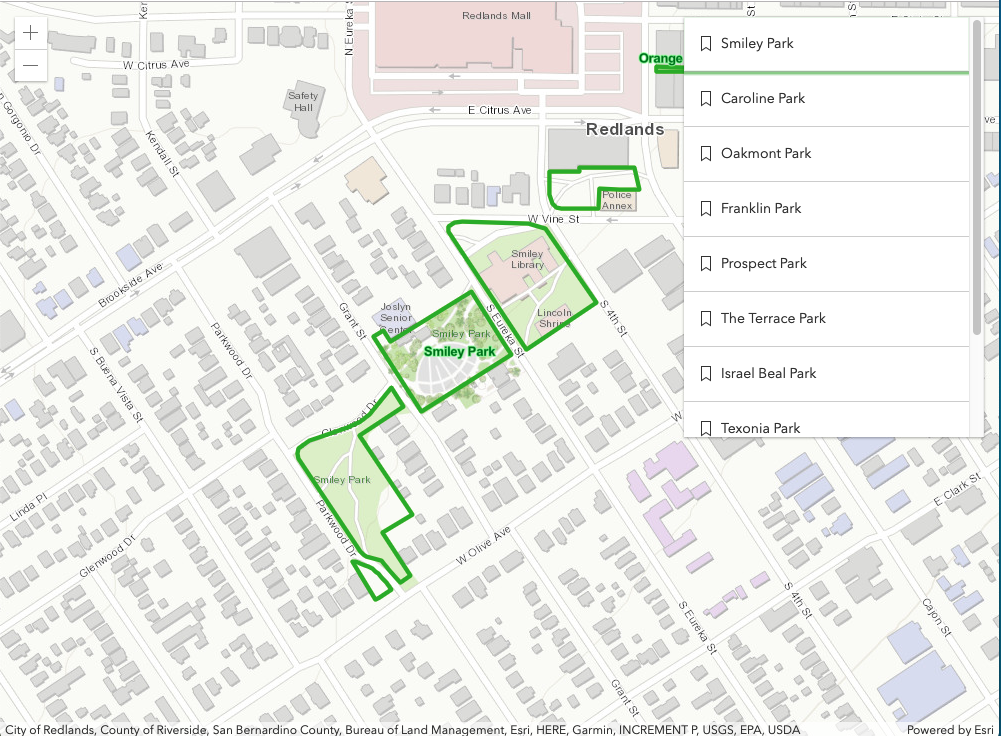 Redlands Mall
N Eureka S
Ker
St
S
E Citrus Ave
W Citrus Ave
Safety
Hall
Orange
Redlands
n Gorgonio Dr
Kendall St
Police
Annex
W Vine St
Smiley
Library
Brookside Ave
Joslyn
Senior
Center
Lincoln
Shrine
S 4th St
Grant St
S Eureka St
Smiley Park
Smiley Park
Parkwood Dr
S Buena Vista St
Glenwood Dr
W
Smiley Park
Linda Pl
Parkwood Dr
E Clark St
Glenwood Dr
W Olive Ave
S 4th St
S Eureka St
Cajon St
Grant St
ve
+
−
Smiley Park
Caroline Park
Oakmont Park
Franklin Park
Prospect Park
The Terrace Park
Israel Beal Park
Texonia Park
City of Redlands, County of Riverside, San Bernardino County, Bureau of Land Management, Esri, HERE, Garmin, INCREMENT P, USGS, EPA, USDA
Powered by Esri